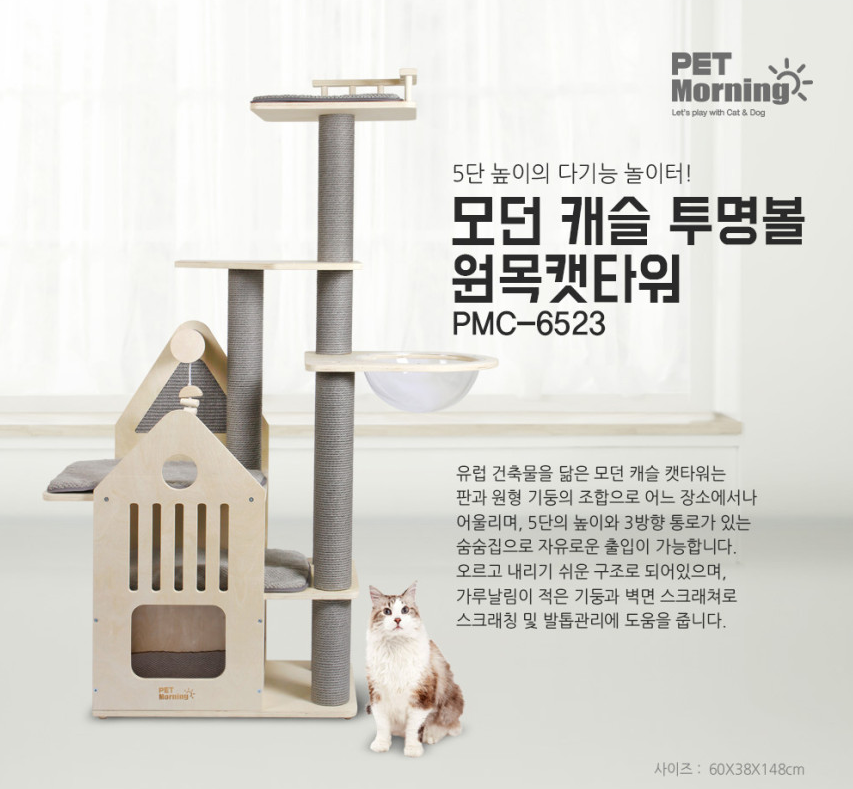 PET
Morning
Let's play with Cat & Dog
5단 높이의 다기능 놀이터!
모던 캐슬 투명볼
원목캣타워
PMC-6523
유럽 건축물을 닮은 모던 캐슬 캣타워는
판과 원형 기둥의 조합으로 어느 장소에서나
어울리며, 5단의 높이와 3방향 통로가 있는
숨숨집으로 자유로운 출입이 가능합니다.
오르고 내리기 쉬운 구조로 되어있으며,
가루날림이 적은 기둥과 벽면 스크래쳐로
스크래칭 및 발톱관리에 도움을 줍니다.
PET
Morning
사이즈 : 60X38X148cm